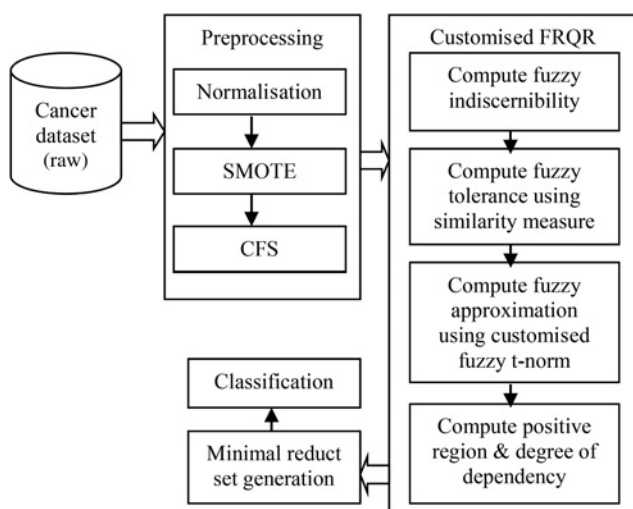 Cancer
dataset
(raw)
Preprocessing
Normalisation
SMOTE
CFS
Customised FRQR
Compute fuzzy
indiscernibility
Compute fuzzy
tolerance using
similarity measure
Compute fuzzy
approximation
using customised
fuzzy t-norm
Compute positive
region & degree of
dependency
Minimal reduct
set generation
Classification